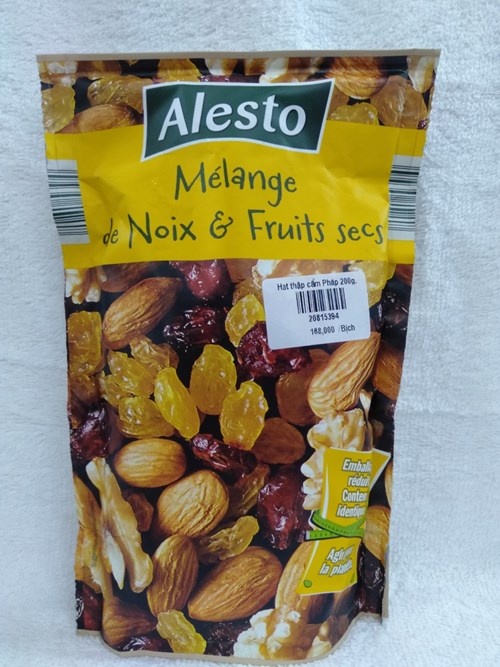 Alesto
Mélange
de Noix & Fruits secs
Hạt thập cẩm Pháp 200g.
20815394
168,000 /Bịch
Emballage
réduit
Contenu
identique
la planète